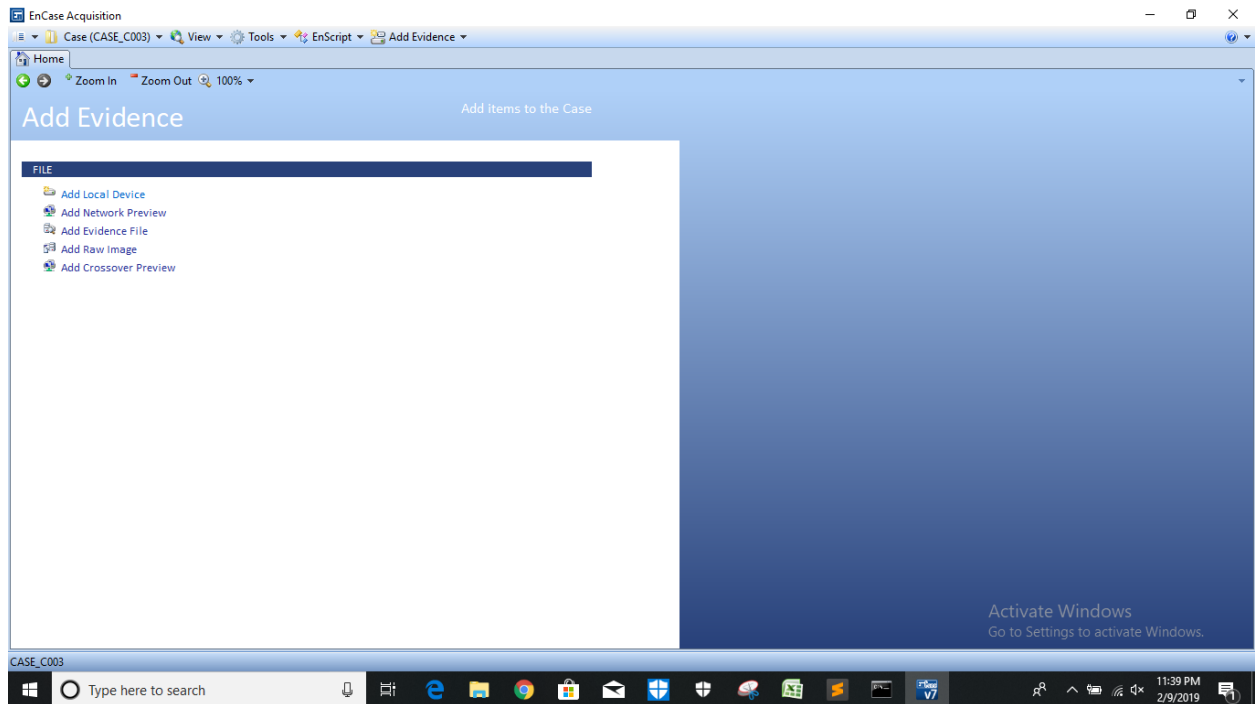 EnCase Acquisition
Case (CASE_C003) View Tools EnScript Add Evidence
Home
Zoom In Zoom Out 100%
Add Evidence
Add Items to the Case
FILE
Add Local Device
Add Network Preview
Add Evidence File
Add Raw Image
Add Crossover Preview
Activate Windows
Go to Settings to activate Windows.
CASE_C003
Type here to search
v7
11:39 PM
2/9/2019
1